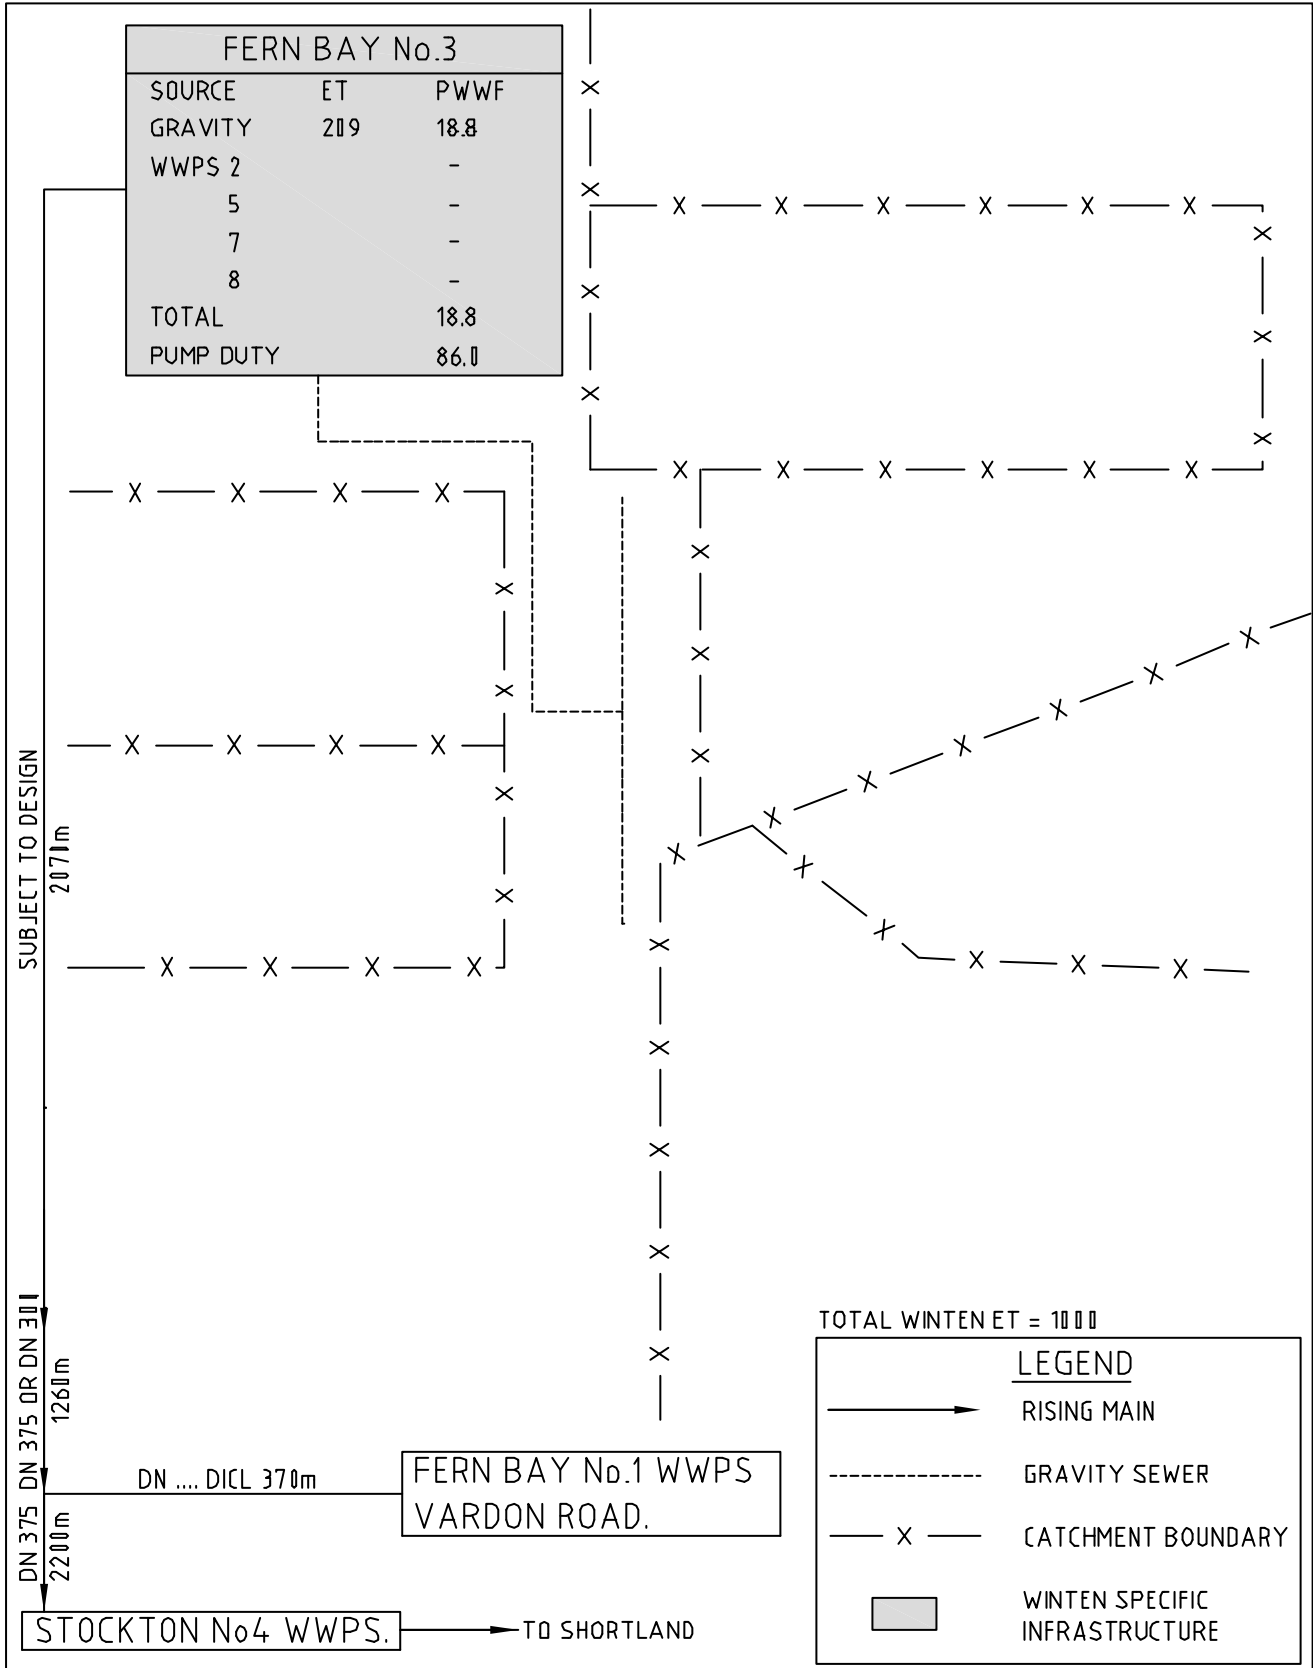 FERN BAY No.3
SOURCE ET PWWF
GRAVITY 209 18.8
WWPS 2 -
5 -
7 -
8 -
TOTAL 18.8
PUMP DUTY 86.0
SUBJECT TO DESIGN
2070m
DN 375 OR DN 300
1260m
DN 375
2200m
DN .... DICL 370m
FERN BAY No.1 WWPS
VARDON ROAD.
STOCKTON No4 WWPS.
TO SHORTLAND
TOTAL WINTEN ET = 1000
LEGEND
RISING MAIN
GRAVITY SEWER
X CATCHMENT BOUNDARY
WINTEN SPECIFIC
INFRASTRUCTURE